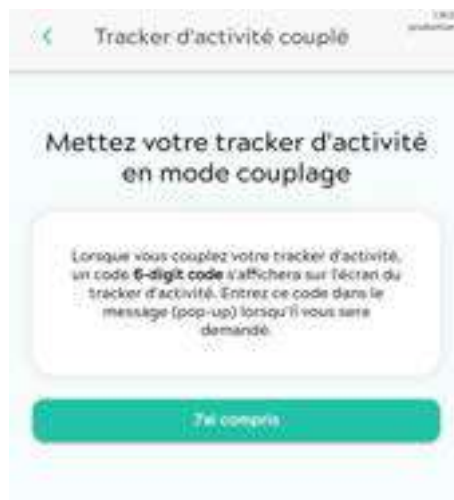 Tracker d'activité couplé
Mettez votre tracker d'activité
en mode couplage
Lorsque vous couplez votre tracker d'activité,
un code 6-digit code s'affichera sur l'écran du
tracker d'activité. Entrez ce code dans le
message (pop-up) lorsqu'il vous sera
demandé.
J'ai compris